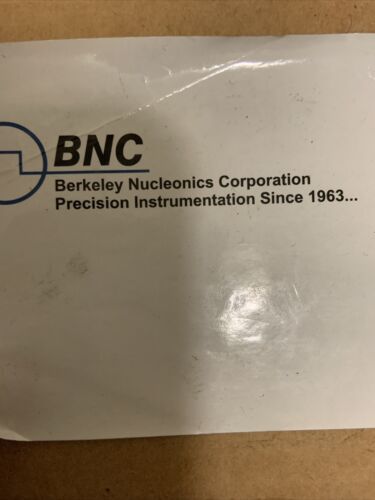 BNC
Berkeley Nucleonics Corporation
Precision Instrumentation Since 1963...